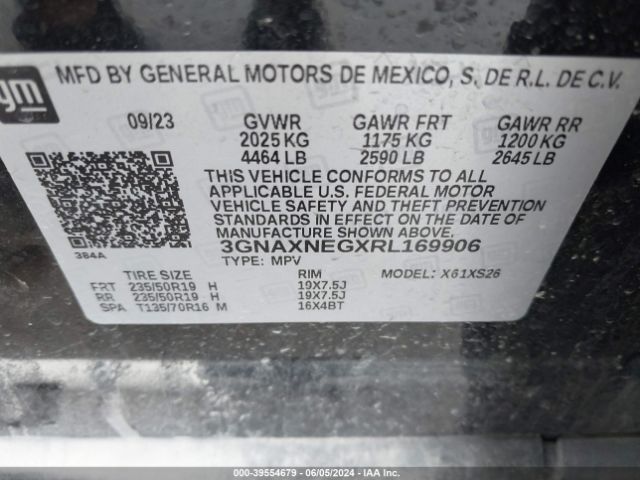 gm
MFD BY GENERAL MOTORS DE MEXICO, S. DE R.L. DE C.V.
09/23 GVWR GAWR FRT GAWR RR
2025 KG 1175 KG 1200 KG
4464 LB 2590 LB 2645 LB
THIS VEHICLE CONFORMS TO ALL
APPLICABLE U.S. FEDERAL MOTOR
VEHICLE SAFETY AND THEFT PREVENTION
STANDARDS IN EFFECT ON THE DATE OF
MANUFACTURE SHOWN ABOVE.
3GNAXNEGXRL169906
384A
TYPE: MPV
TIRE SIZE RIM MODEL: X61XS26
FRT 235/50R19 H 19X7.5J
RR 235/50R19 H 19X7.5J
SPA T135/70R16 M 16X4BT
000-39554679 | 06/05/2024 | IAA Inc.